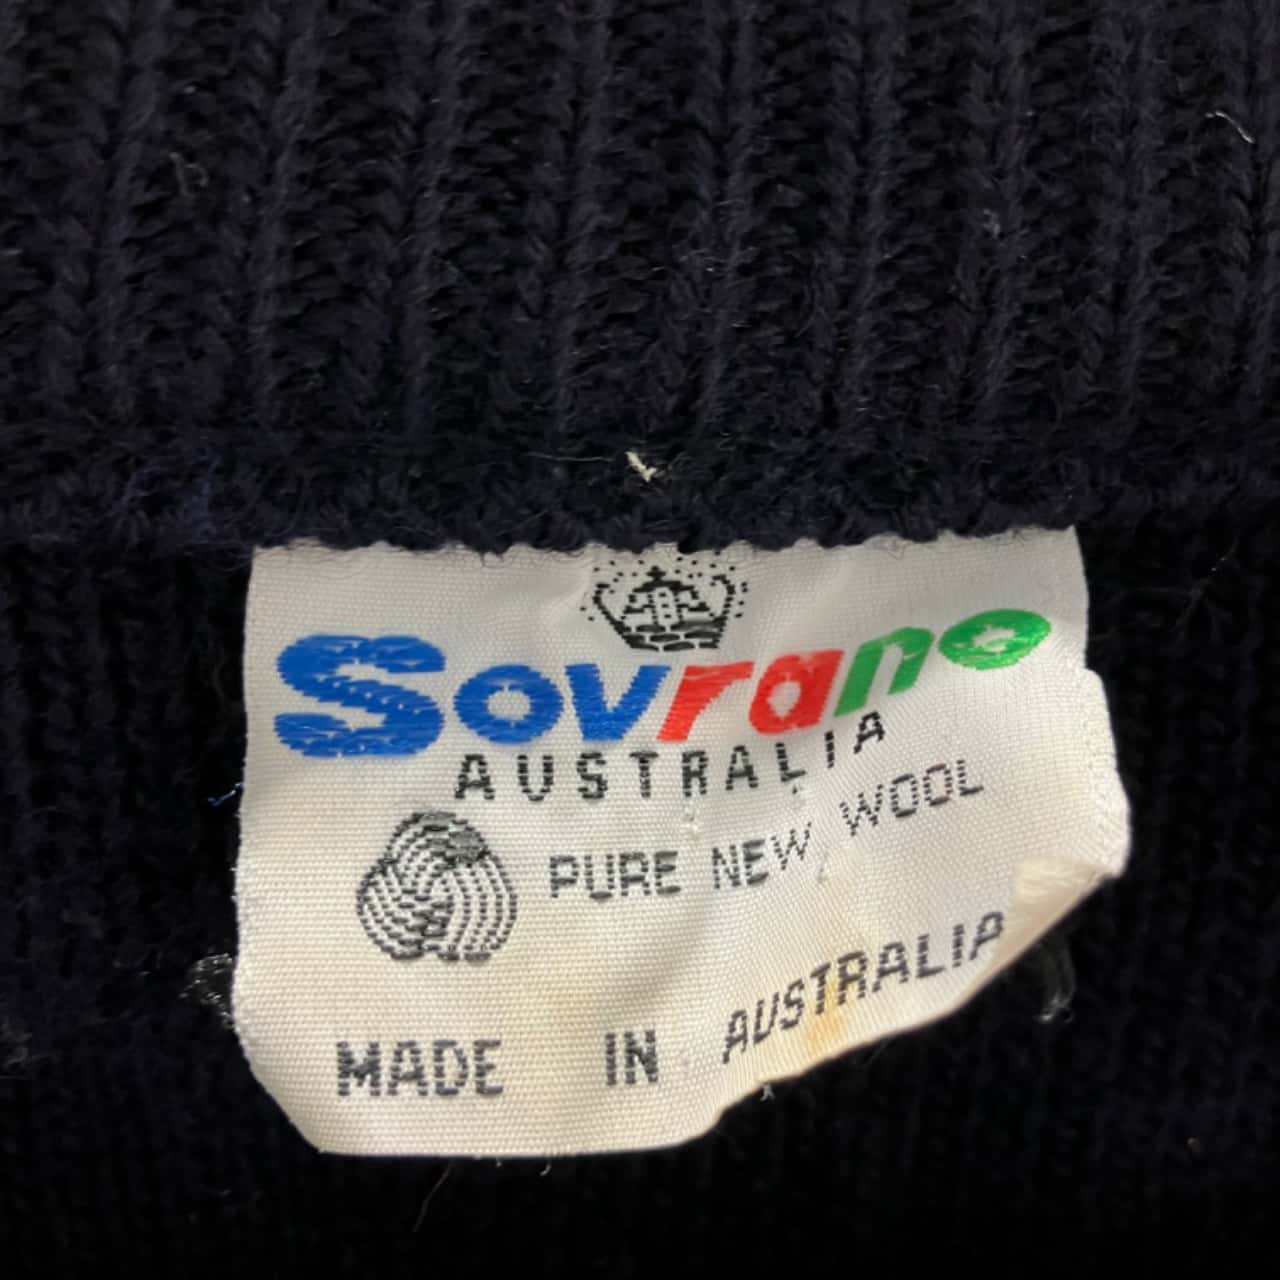 Sovrano
AUSTRALIA
PURE NEW WOOL
MADE IN AUSTRALIA